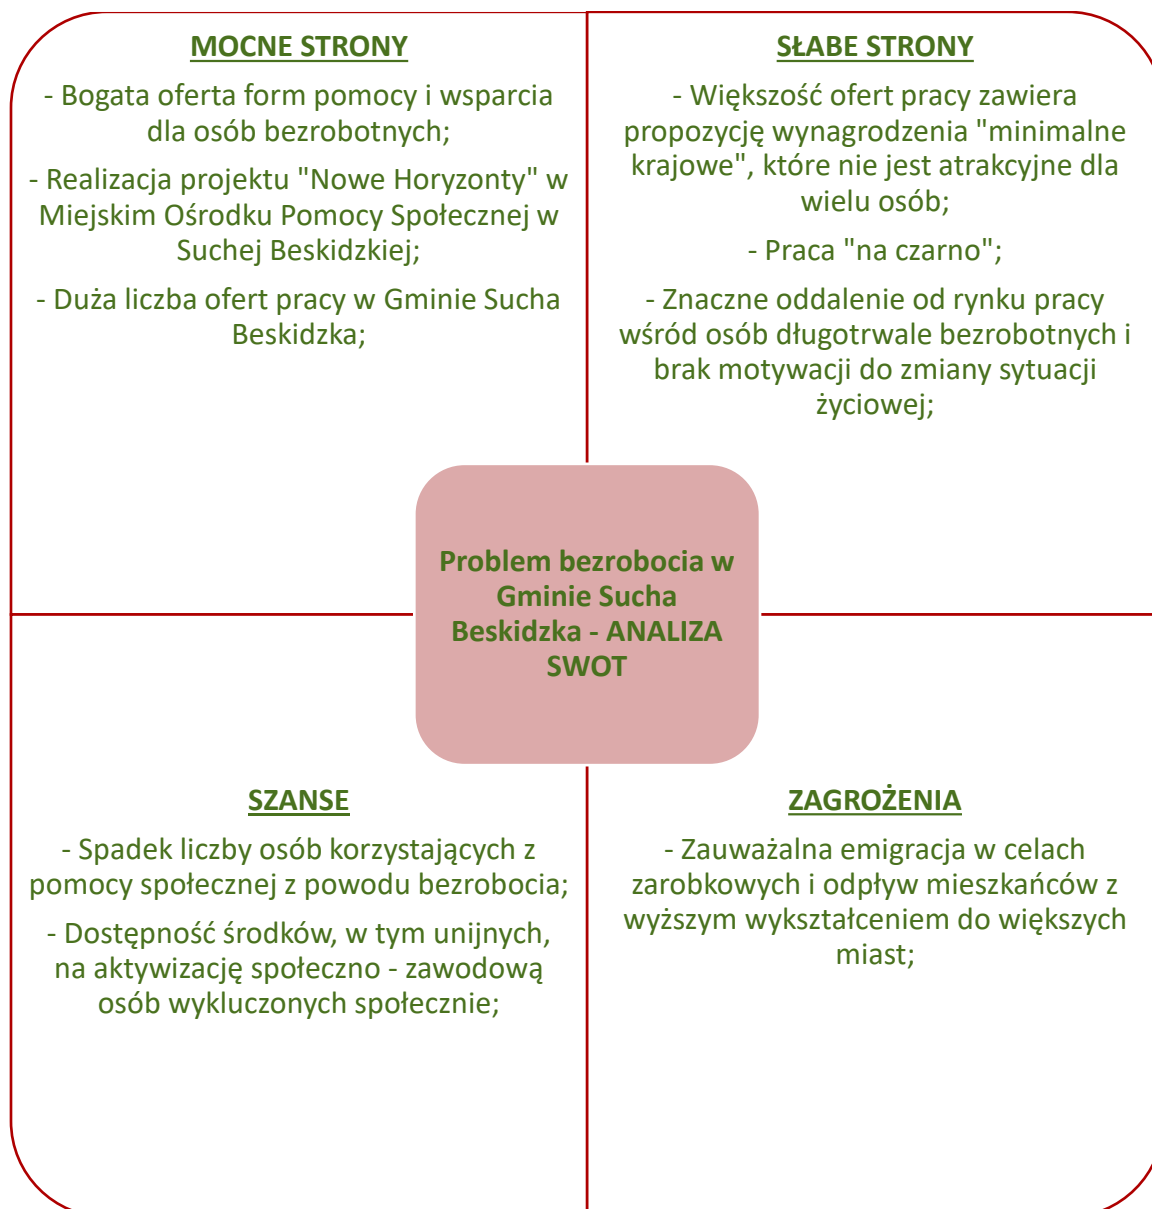 MOCNE STRONY
- Bogata oferta form pomocy i wsparcia
dla osób bezrobotnych;
- Realizacja projektu "Nowe Horyzonty" w
Miejskim Ośrodku Pomocy Społecznej w
Suchej Beskidzkiej;
- Duża liczba ofert pracy w Gminie Sucha
Beskidzka;
SŁABE STRONY
- Większość ofert pracy zawiera
propozycję wynagrodzenia "minimalne
krajowe", które nie jest atrakcyjne dla
wielu osób;
- Praca "na czarno";
- Znaczne oddalenie od rynku pracy
wśród osób długotrwale bezrobotnych i
brak motywacji do zmiany sytuacji
życiowej;
Problem bezrobocia w
Gminie Sucha
Beskidzka - ANALIZA
SWOT
SZANSE
- Spadek liczby osób korzystających z
pomocy społecznej z powodu bezrobocia;
- Dostępność środków, w tym unijnych,
na aktywizację społeczno - zawodową
osób wykluczonych społecznie;
ZAGROŻENIA
- Zauważalna emigracja w celach
zarobkowych i odpływ mieszkańców z
wyższym wykształceniem do większych
miast;